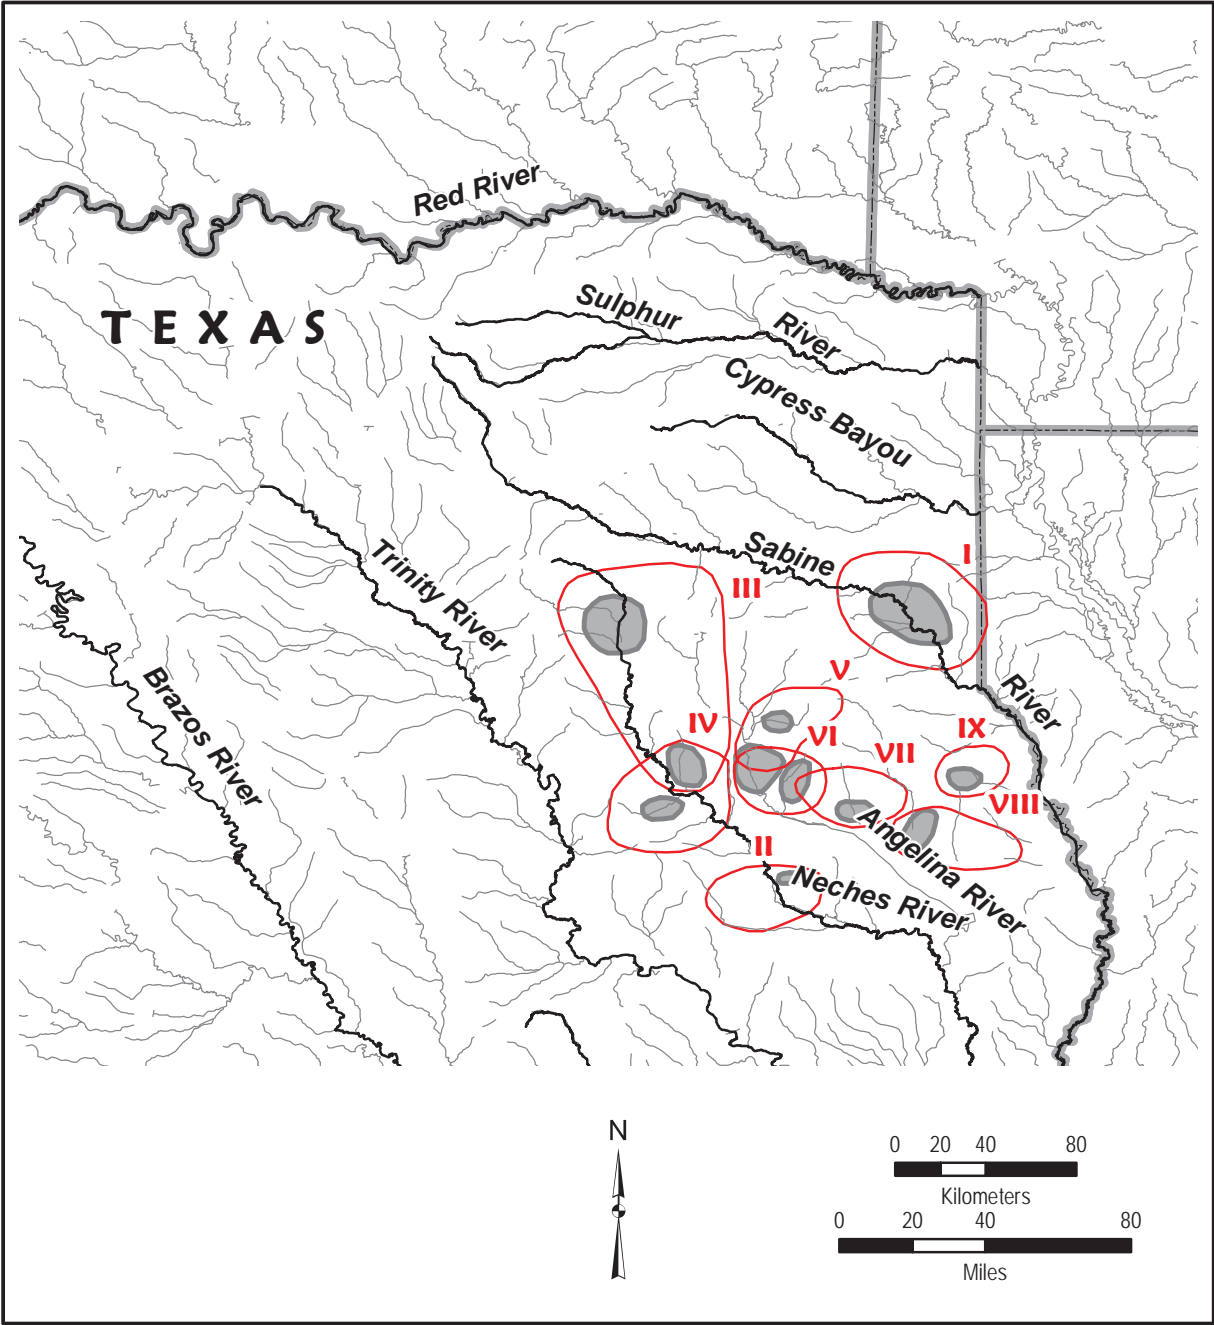 Red River
TEXAS
Sulphur
River
Cypress Bayou
Sabine
I
Trinity River
III
V
River
Brazos River
IV
VI
VII
IX
VIII
Angelina River
II
Neches River
N
0 20 40 80
Kilometers
0 20 40 80
Miles